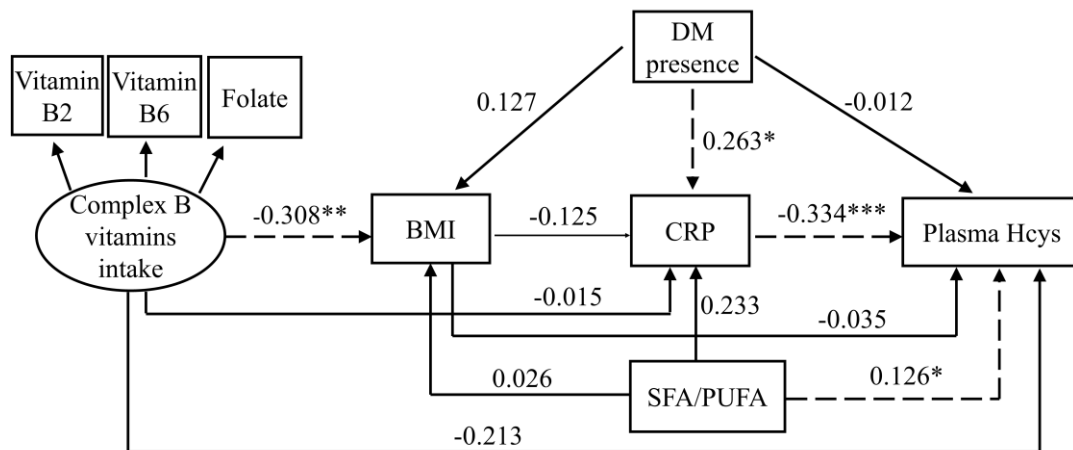 DM
presence
Vitamin
B2
Vitamin
B6
Folate
0.127
-0.012
0.263*
Complex B
vitamins
intake
-0.308**
BMI
-0.125
CRP
-0.334***
Plasma Hcys
-0.015
0.233
-0.035
0.026
SFA/PUFA
0.126*
-0.213